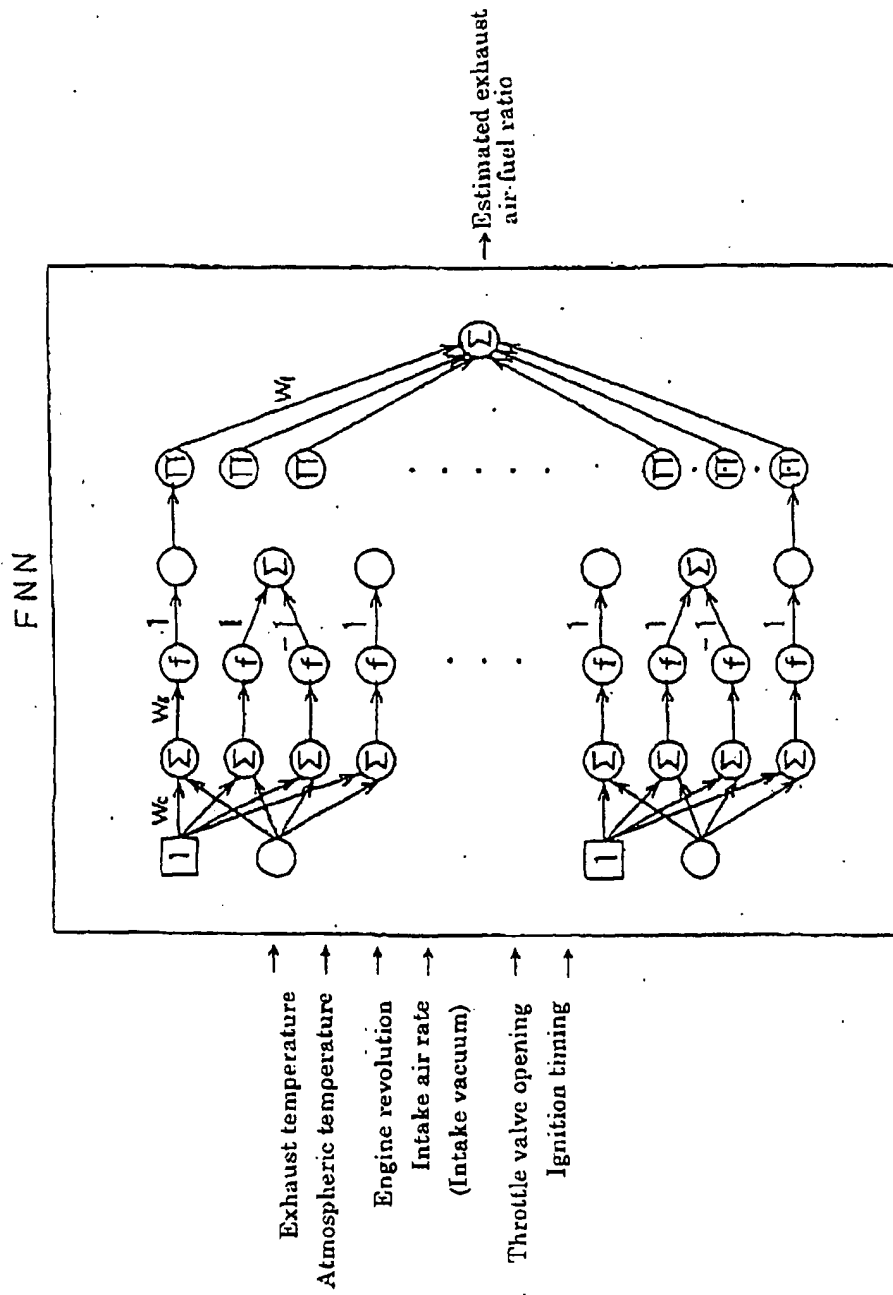 FNN
Exhaust temperature
Atmospheric temperature
Engine revolution
Intake air rate
(Intake vacuum)
Throttle valve opening
Ignition timing
1
Wc
Σ
Σ
Σ
Σ
Wg
f
f
f
f
1
1
-1
1
Σ
Π
Π
Π
Wf
1
Σ
Σ
Σ
Σ
f
f
f
f
1
1
-1
1
Σ
Π
Π
Π
Σ
Estimated exhaust
air-fuel ratio